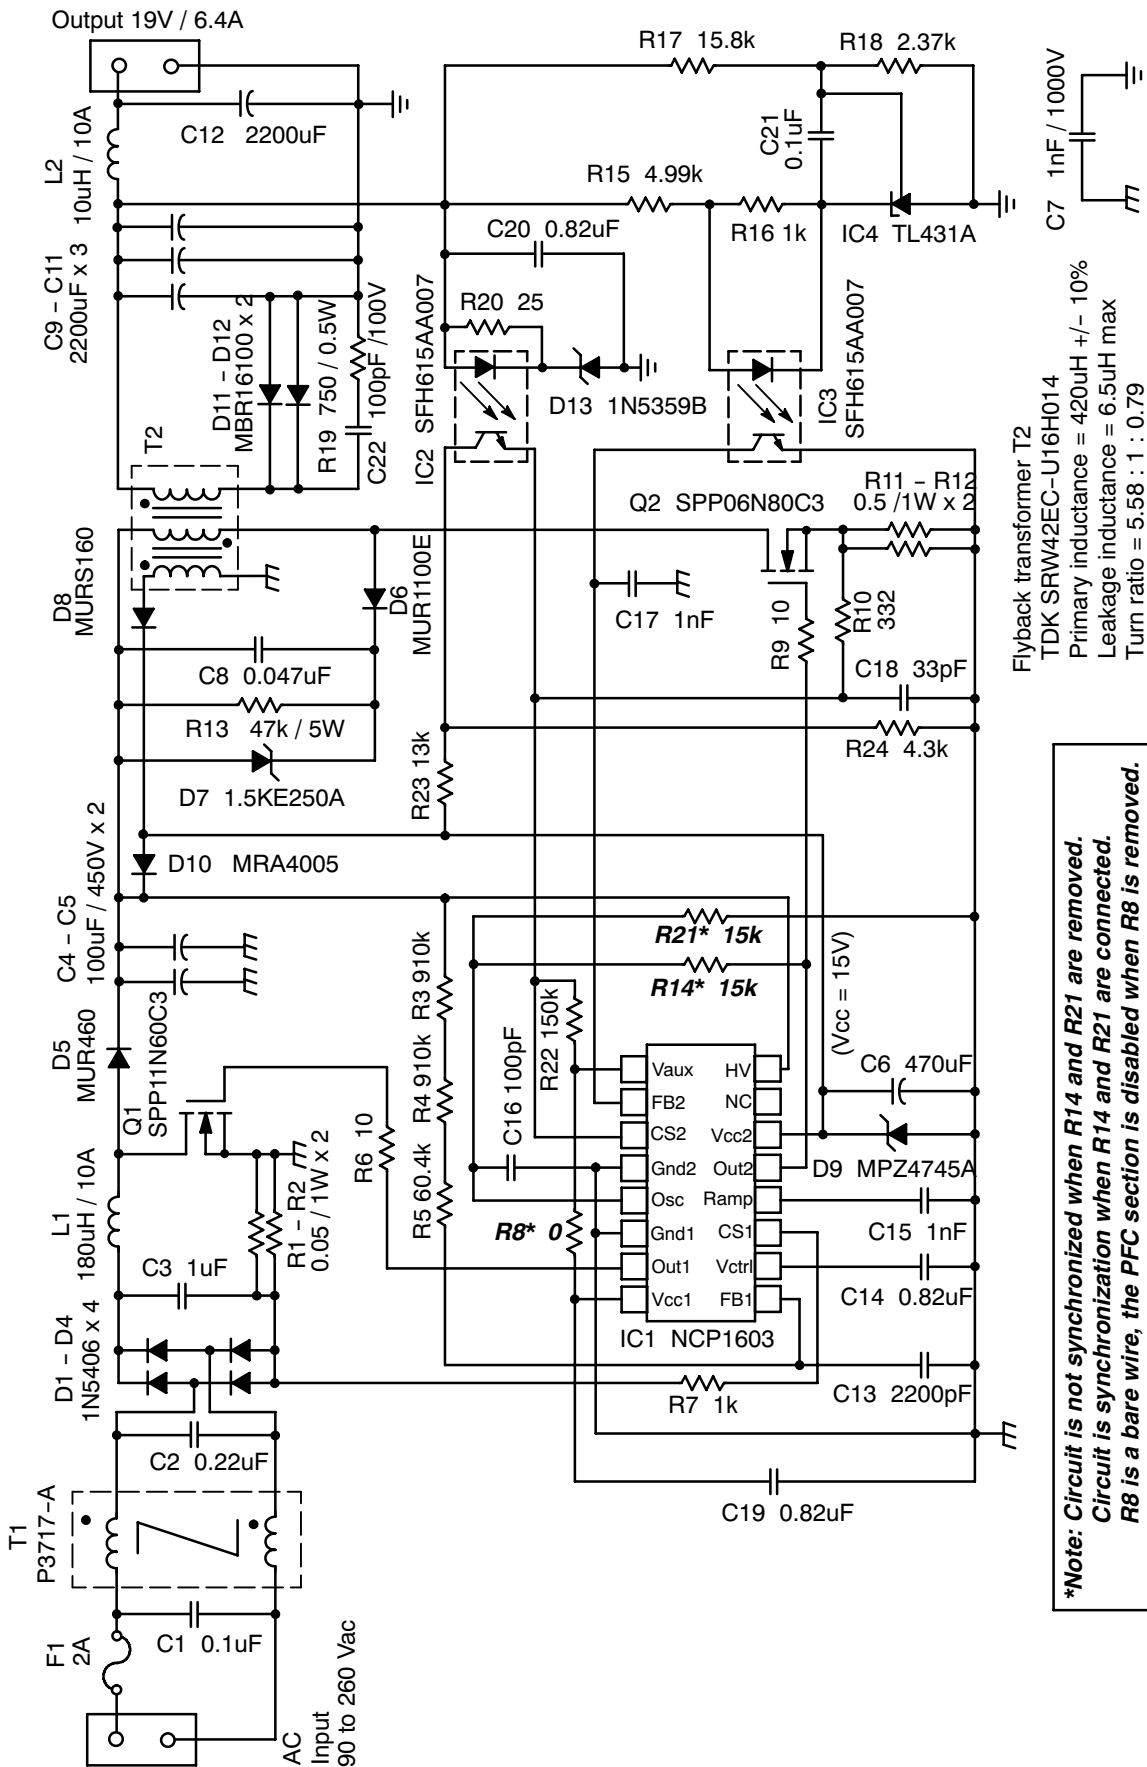 Output 19V / 6.4A
C12 2200uF
L2
10uH / 10A
C9 – C11
2200uF x 3
D11 – D12
MBR16100 x 2
R19 750 / 0.5W
C22 100pF /100V
T2
R17 15.8k
R18 2.37k
C21
0.1uF
R15 4.99k
R16 1k
IC4 TL431A
C20 0.82uF
R20 25
D13 1N5359B
IC2 SFH615AA007
IC3
SFH615AA007
C7 1nF / 1000V
Flyback transformer T2
TDK SRW42EC–U16H014
Primary inductance = 420uH +/– 10%
Leakage inductance = 6.5uH max
Turn ratio = 5.58 : 1 : 0.79
D8
MURS160
D6
MUR1100E
C8 0.047uF
R13 47k / 5W
D7 1.5KE250A
D10 MRA4005
Q2 SPP06N80C3
R11 – R12
0.5 /1W x 2
C17 1nF
R9 10
R10
332
C18 33pF
R24 4.3k
R23 13k
C4 – C5
100uF / 450V x 2
D5
MUR460
Q1
SPP11N60C3
L1
180uH / 10A
R1 – R2
0.05 / 1W x 2
C3 1uF
D1 – D4
1N5406 x 4
R6 10
R3 910k
R4 910k
R5 60.4k
R21* 15k
R14* 15k
R22 150k
C16 100pF
R8* 0
(Vcc = 15V)
C6 470uF
D9 MPZ4745A
C15 1nF
C14 0.82uF
C13 2200pF
R7 1k
C19 0.82uF
Vaux HV
FB2 NC
CS2 Vcc2
Gnd2 Out2
Osc Ramp
Gnd1 CS1
Out1 Vctrl
Vcc1 FB1
IC1 NCP1603
C2 0.22uF
T1
P3717–A
C1 0.1uF
F1
2A
AC
Input
90 to 260 Vac
*Note: Circuit is not synchronized when R14 and R21 are removed.
Circuit is synchronization when R14 and R21 are connected.
R8 is a bare wire, the PFC section is disabled when R8 is removed.